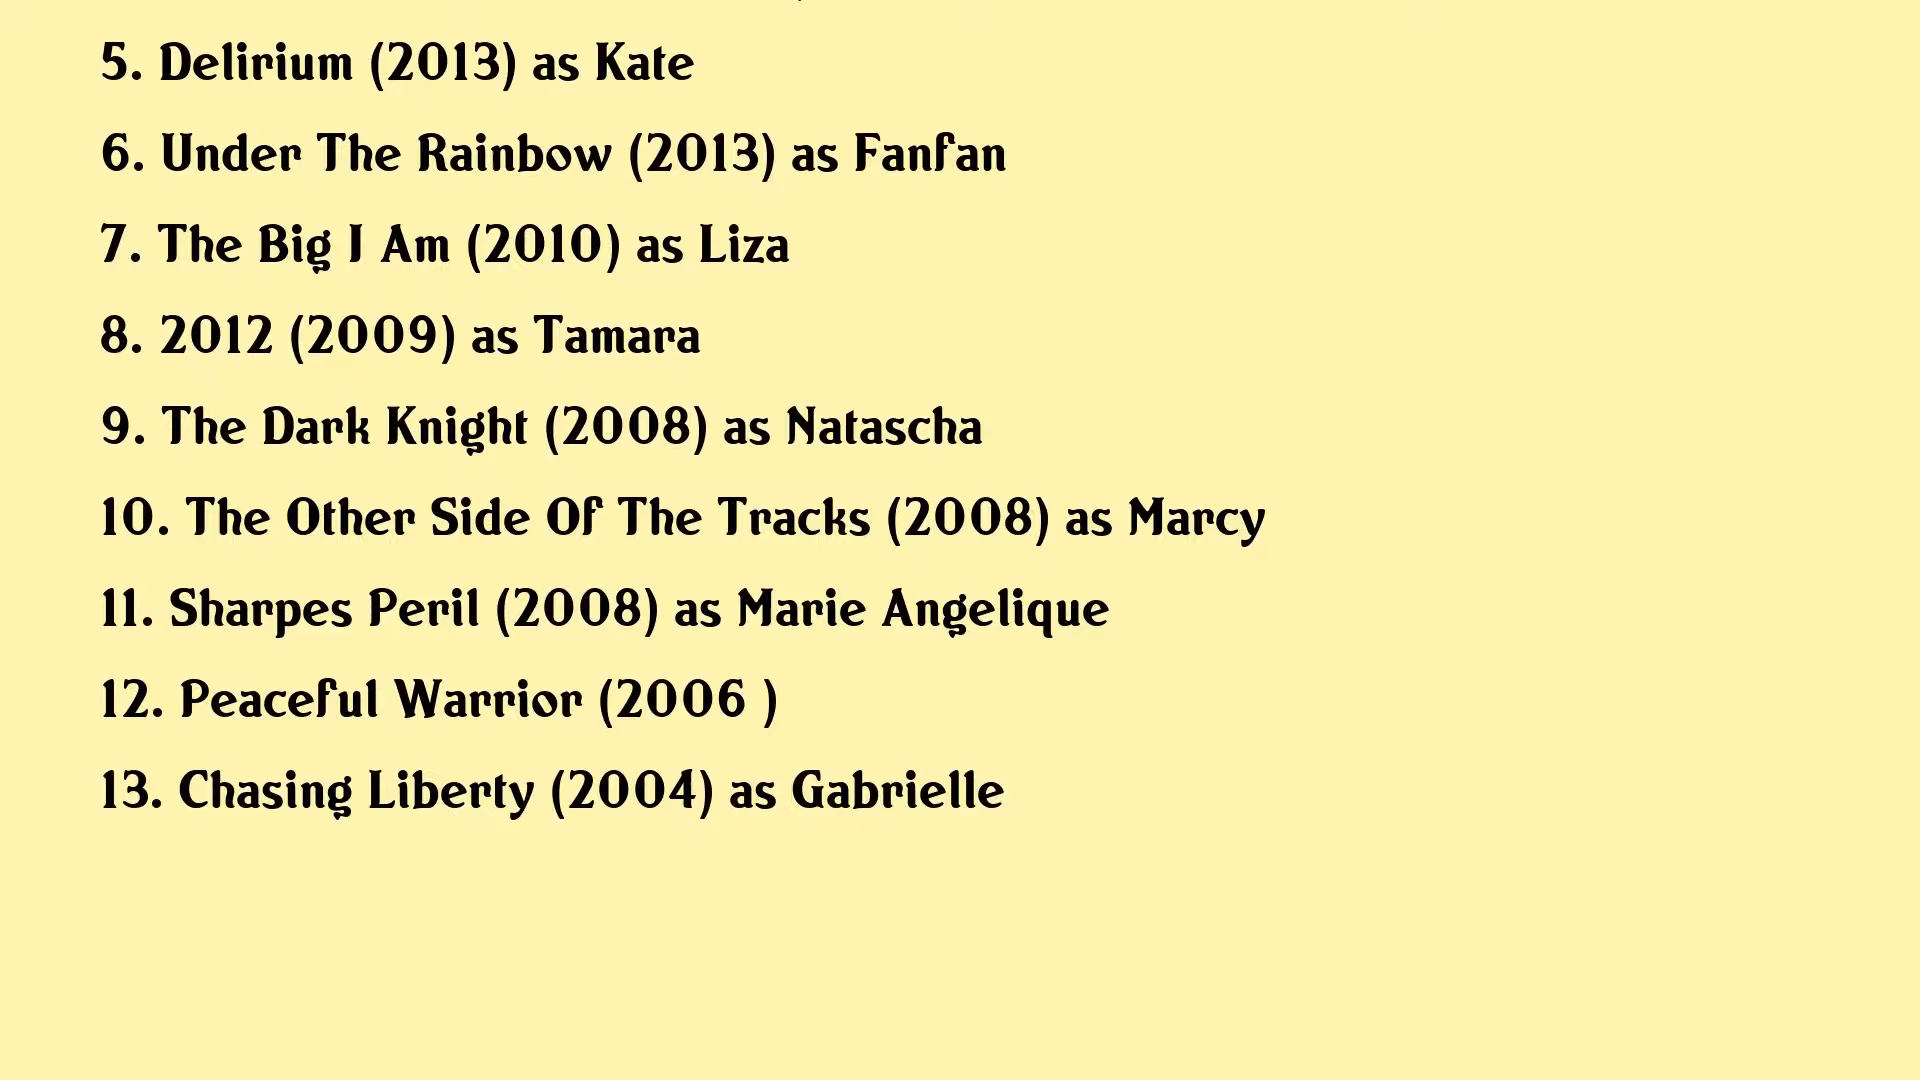 5. Delirium (2013) as Kate
6. Under The Rainbow (2013) as Fanfan
7. The Big I Am (2010) as Liza
8. 2012 (2009) as Tamara
9. The Dark Knight (2008) as Natascha
10. The Other Side Of The Tracks (2008) as Marcy
11. Sharpes Peril (2008) as Marie Angelique
12. Peaceful Warrior (2006 )
13. Chasing Liberty (2004) as Gabrielle